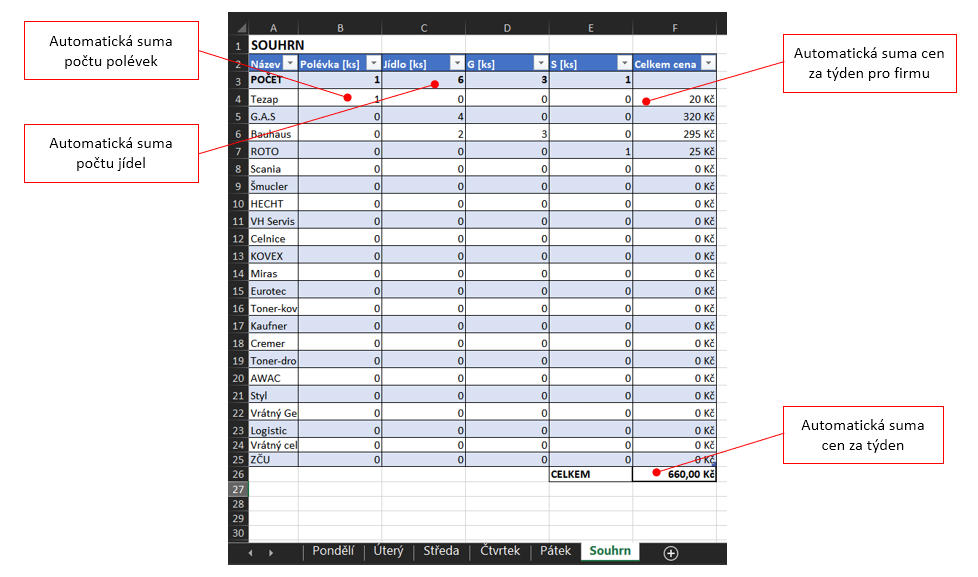 Automatická suma
počtu polévek
Automatická suma
počtu jídel
Automatická suma cen
za týden pro firmu
Automatická suma
cen za týden
A B C D E F
1 SOUHRN
2 Název Polévka [ks] Jídlo [ks] G [ks] S [ks] Celkem cena
3 POČET 1 6 3 1
4 Tezap 1 0 0 0 20 Kč
5 G.A.S 0 4 0 0 320 Kč
6 Bauhaus 0 2 3 0 295 Kč
7 ROTO 0 0 0 1 25 Kč
8 Scania 0 0 0 0 0 Kč
9 Šmucler 0 0 0 0 0 Kč
10 HECHT 0 0 0 0 0 Kč
11 VH Servis 0 0 0 0 0 Kč
12 Celnice 0 0 0 0 0 Kč
13 KOVEX 0 0 0 0 0 Kč
14 Miras 0 0 0 0 0 Kč
15 Eurotec 0 0 0 0 0 Kč
16 Toner-kov 0 0 0 0 0 Kč
17 Kaufner 0 0 0 0 0 Kč
18 Cremer 0 0 0 0 0 Kč
19 Toner-dro 0 0 0 0 0 Kč
20 AWAC 0 0 0 0 0 Kč
21 Styl 0 0 0 0 0 Kč
22 Vrátný Ge 0 0 0 0 0 Kč
23 Logistic 0 0 0 0 0 Kč
24 Vrátný cel 0 0 0 0 0 Kč
25 ZČU 0 0 0 0 0 Kč
26 CELKEM 660,00 Kč
27
28
29
30
Pondělí Úterý Středa Čtvrtek Pátek Souhrn